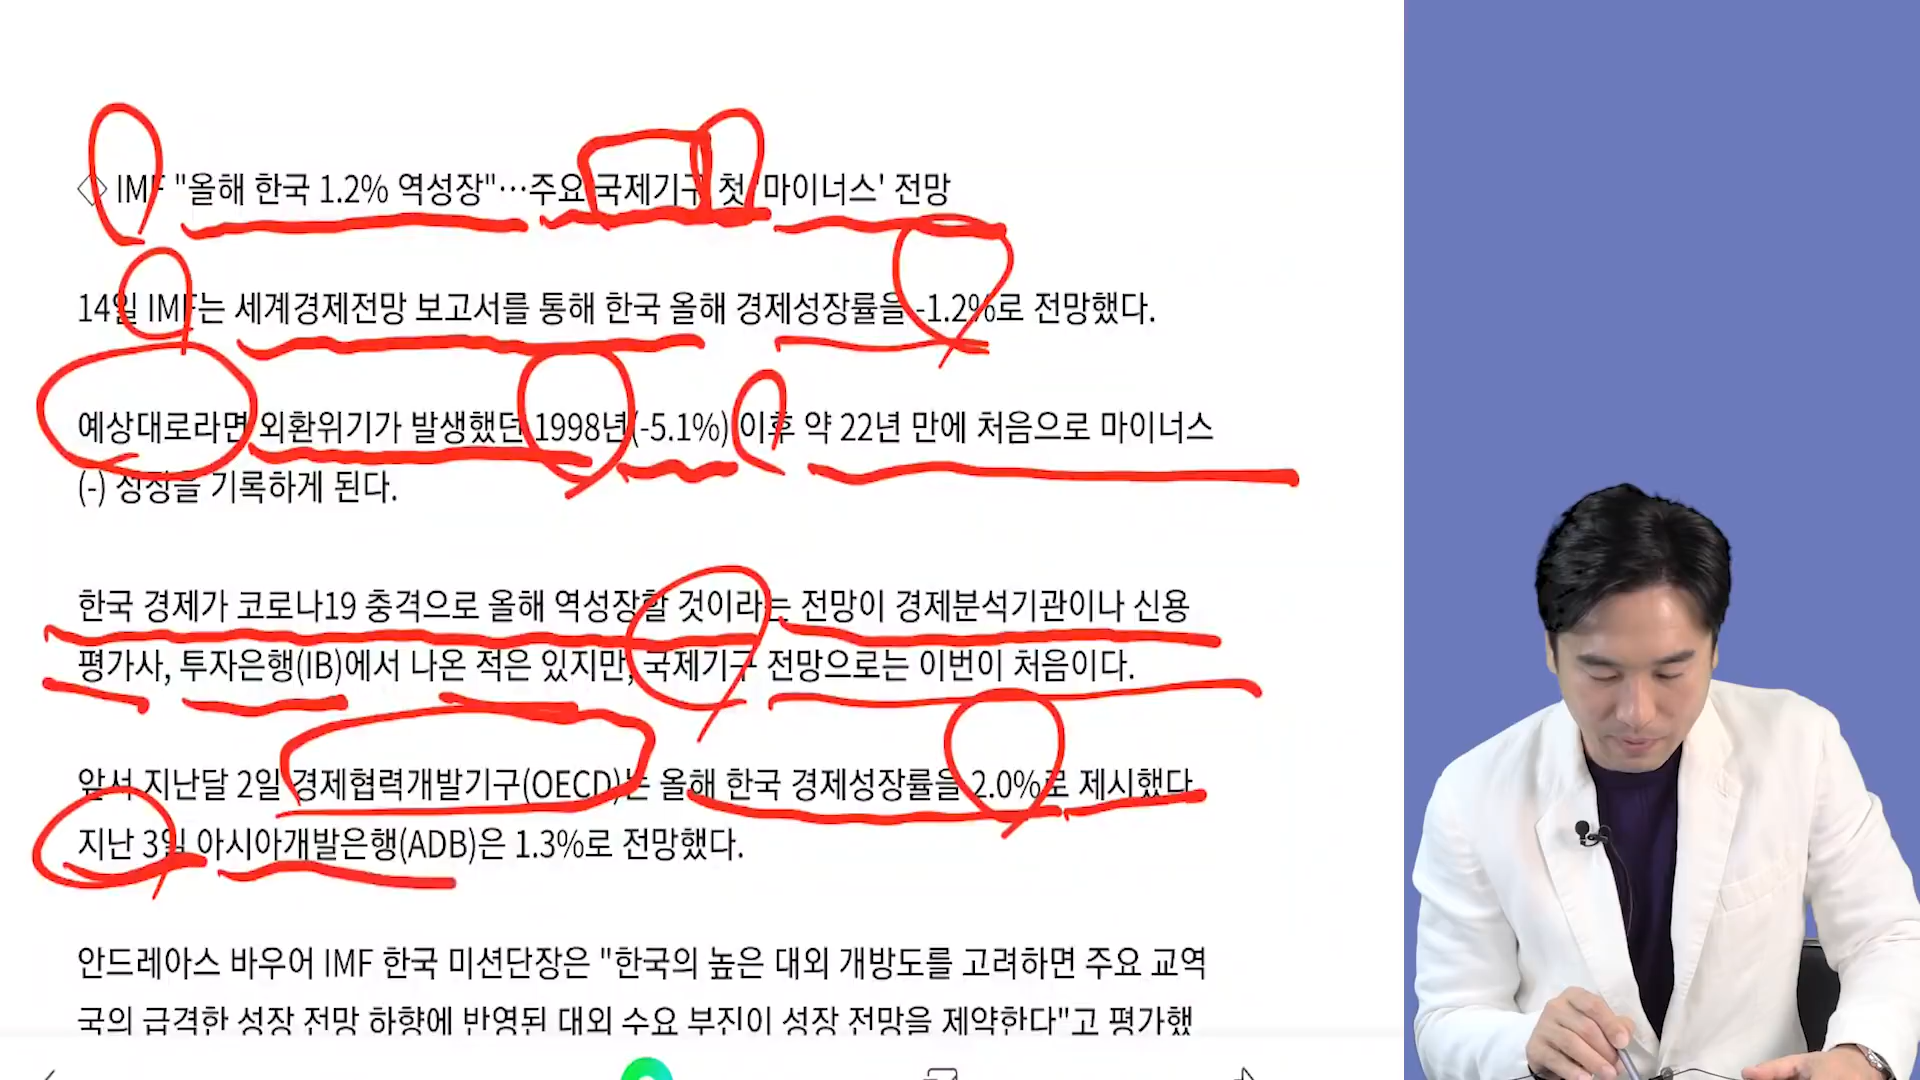 ◇ IMF "올해 한국 1.2% 역성장"…주요 국제기구 첫 '마이너스' 전망
14일 IMF는 세계경제전망 보고서를 통해 한국 올해 경제성장률을 -1.2%로 전망했다.
예상대로라면 외환위기가 발생했던 1998년(-5.1%) 이후 약 22년 만에 처음으로 마이너스
(-) 성장을 기록하게 된다.
한국 경제가 코로나19 충격으로 올해 역성장할 것이라는 전망이 경제분석기관이나 신용
평가사, 투자은행(IB)에서 나온 적은 있지만, 국제기구 전망으로는 이번이 처음이다.
앞서 지난달 2일 경제협력개발기구(OECD)는 올해 한국 경제성장률을 2.0%로 제시했다.
지난 3일 아시아개발은행(ADB)은 1.3%로 전망했다.
안드레아스 바우어 IMF 한국 미션단장은 "한국의 높은 대외 개방도를 고려하면 주요 교역
국의 급격한 성장 전망 하향에 반영된 대외 수요 부진이 성장 전망을 제약한다"고 평가했